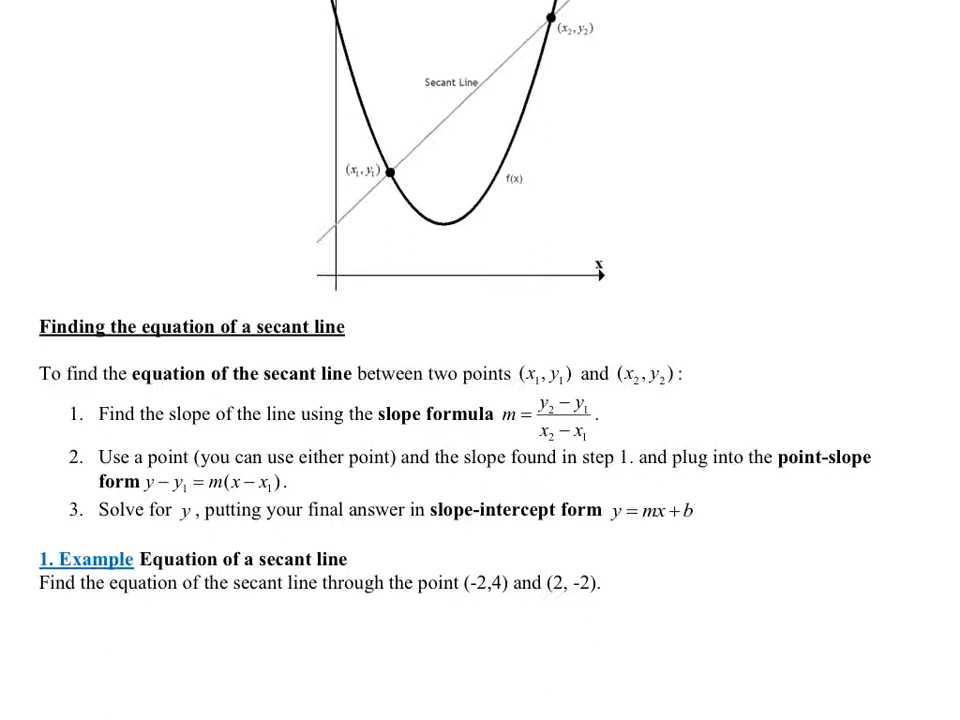 (x₂, y₂)
Secant Line
(x₁, y₁)
f(x)
x
Finding the equation of a secant line
To find the equation of the secant line between two points (x₁, y₁) and (x₂, y₂):
1. Find the slope of the line using the slope formula m = (y₂ − y₁)/(x₂ − x₁).
2. Use a point (you can use either point) and the slope found in step 1. and plug into the point-slope
form y − y₁ = m(x − x₁).
3. Solve for y, putting your final answer in slope-intercept form y = mx + b
1. Example Equation of a secant line
Find the equation of the secant line through the point (-2,4) and (2, -2).